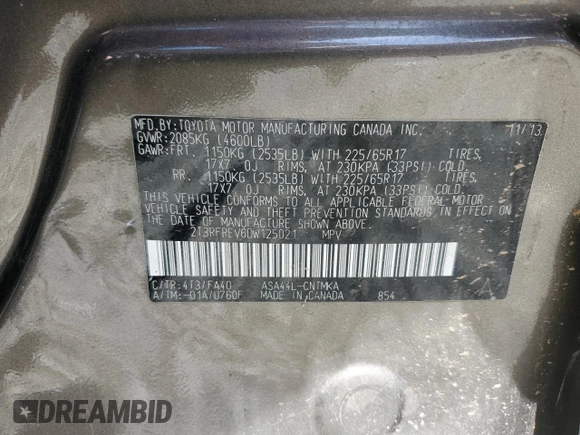 MFD.BY:TOYOTA MOTOR MANUFACTURING CANADA INC. 11/13
GVWR:2085KG (4600LB)
GAWR:FRT. 1150KG (2535LB) WITH 225/65R17 TIRES,
17X7.0J RIMS, AT 230KPA (33PSI) COLD.
RR. 1150KG (2535LB) WITH 225/65R17 TIRES,
17X7.0J RIMS, AT 230KPA (33PSI) COLD.
THIS VEHICLE CONFORMS TO ALL APPLICABLE FEDERAL MOTOR
VEHICLE SAFETY AND THEFT PREVENTION STANDARDS IN EFFECT
ON THE DATE OF MANUFACTURE SHOWN ABOVE.
2T3RFREV6DW125021 MPV
C/TR:4T3/FA40 ASA44L-CNTMKA
A/TM:-01A/U760F MADE IN CANADA 854 A
DREAMBID